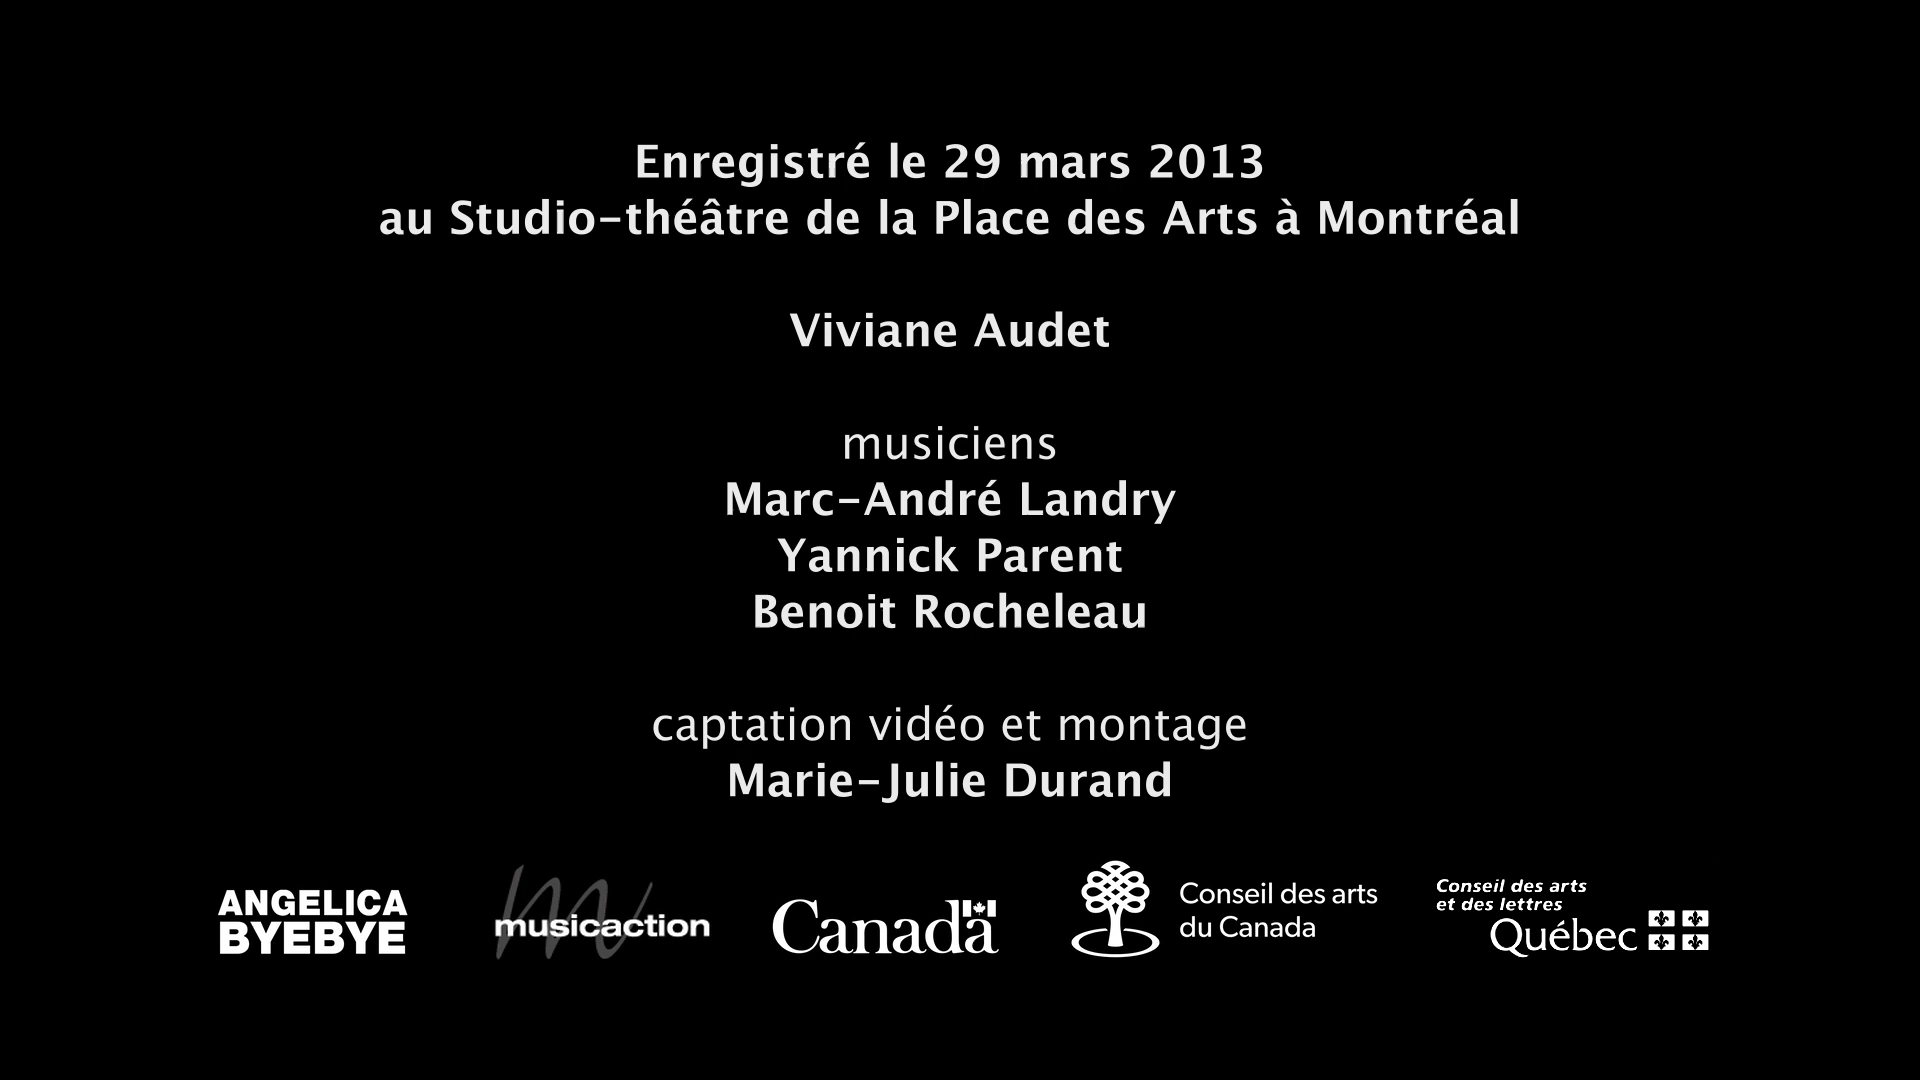 Enregistré le 29 mars 2013
au Studio-théâtre de la Place des Arts à Montréal
Viviane Audet
musiciens
Marc-André Landry
Yannick Parent
Benoit Rocheleau
captation vidéo et montage
Marie-Julie Durand
ANGELICA
BYEBYE
musicaction
Canada
Conseil des arts
du Canada
Conseil des arts
et des lettres
Québec